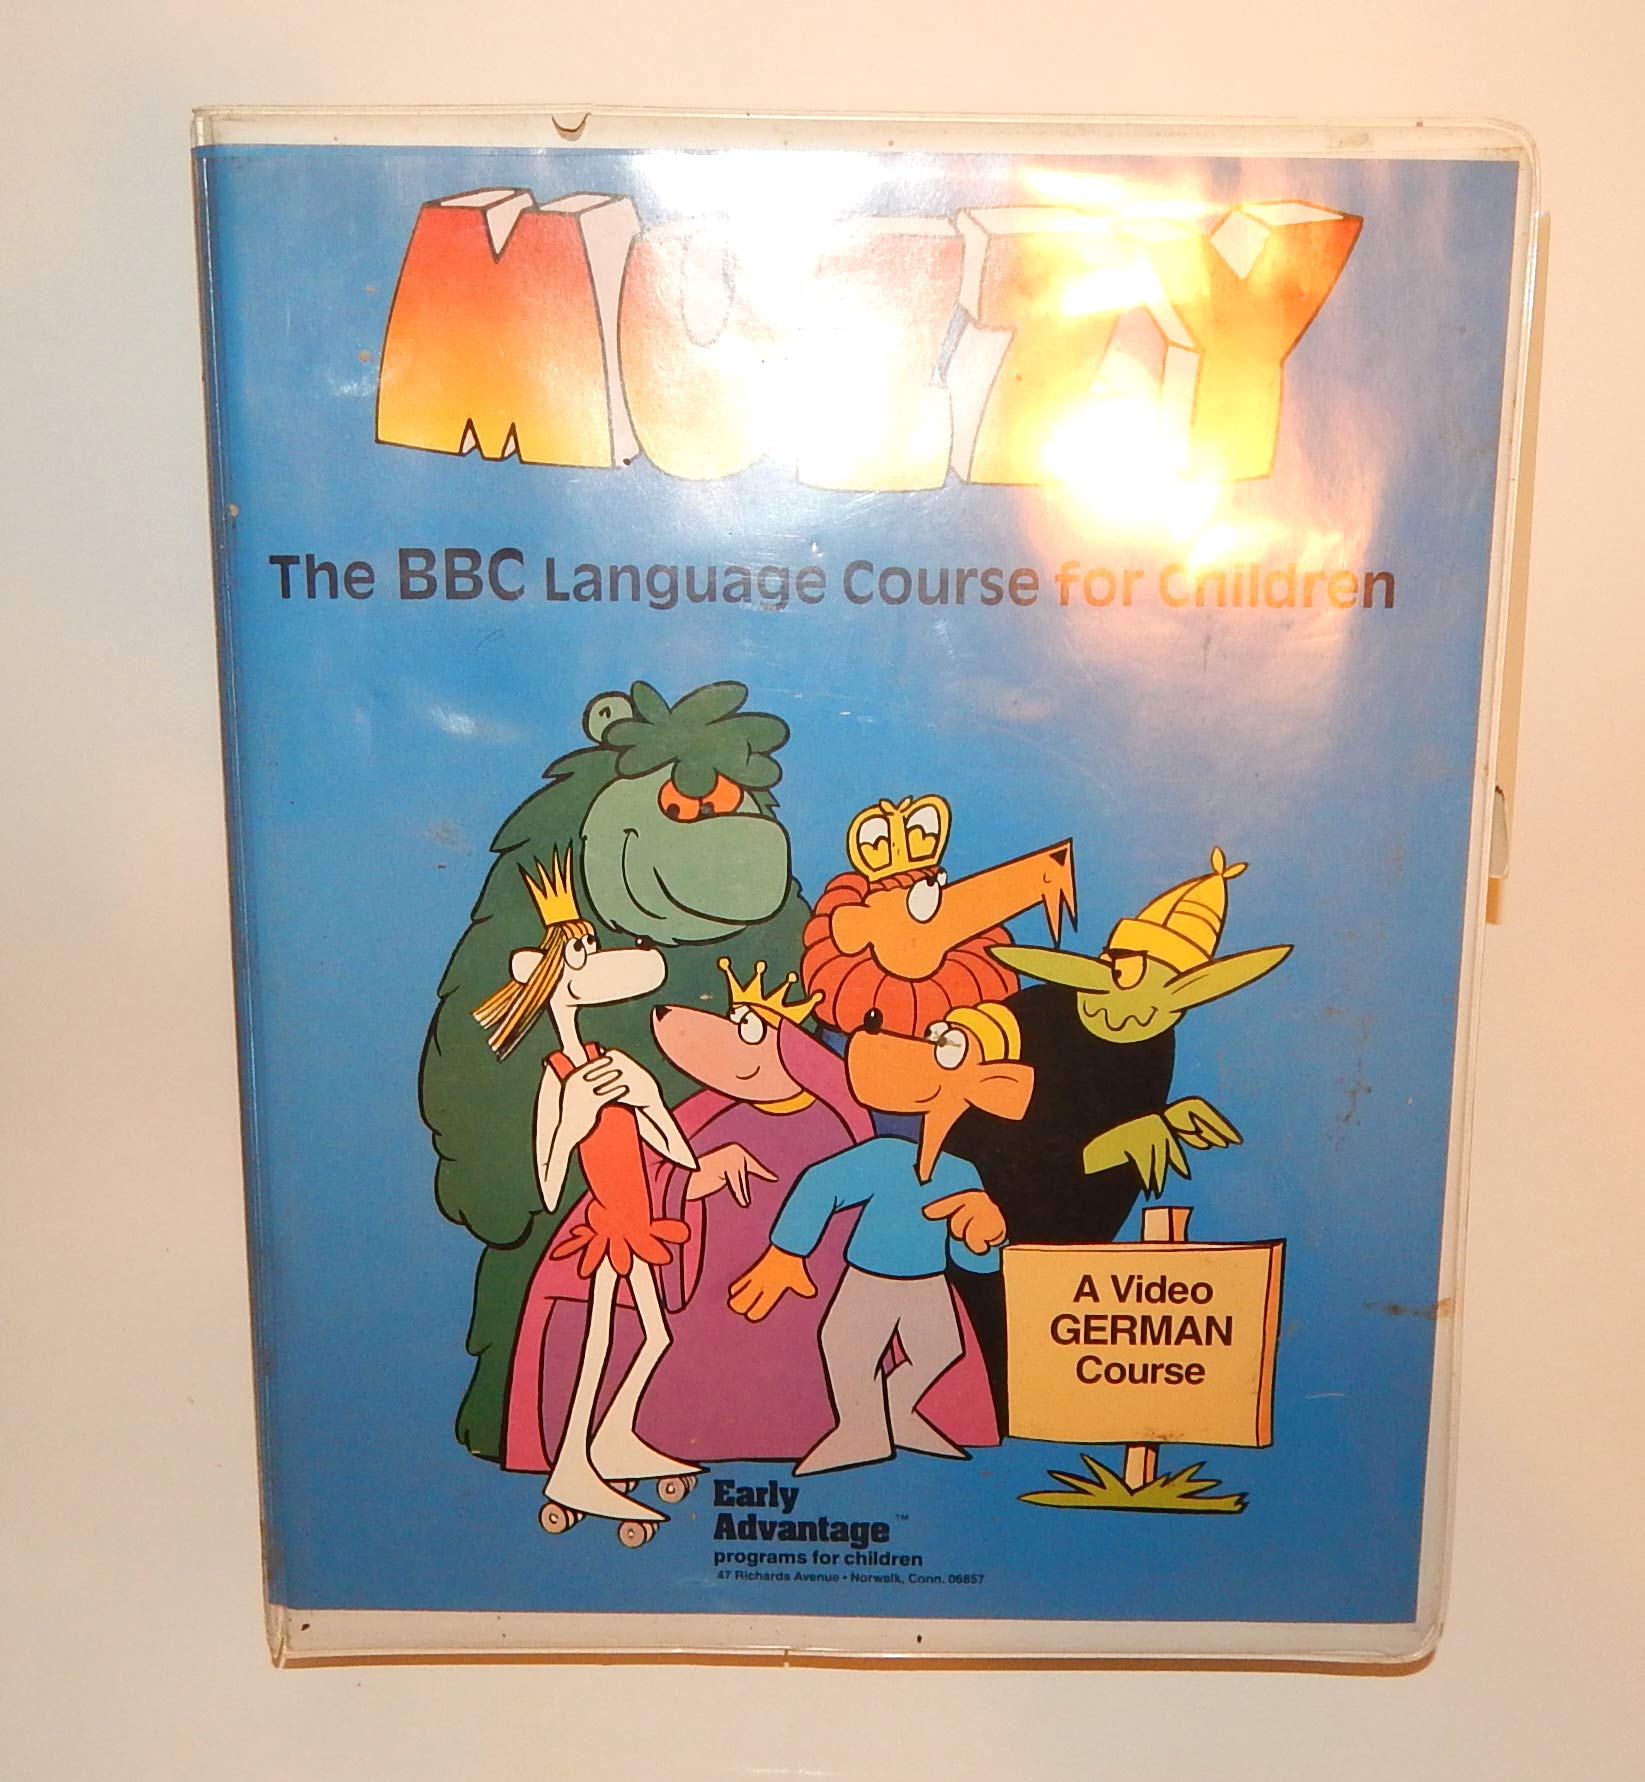 MUZZY
The BBC Language Course for Children
A Video
GERMAN
Course
Early
Advantage™
programs for children
47 Richards Avenue • Norwalk, Conn. 06857